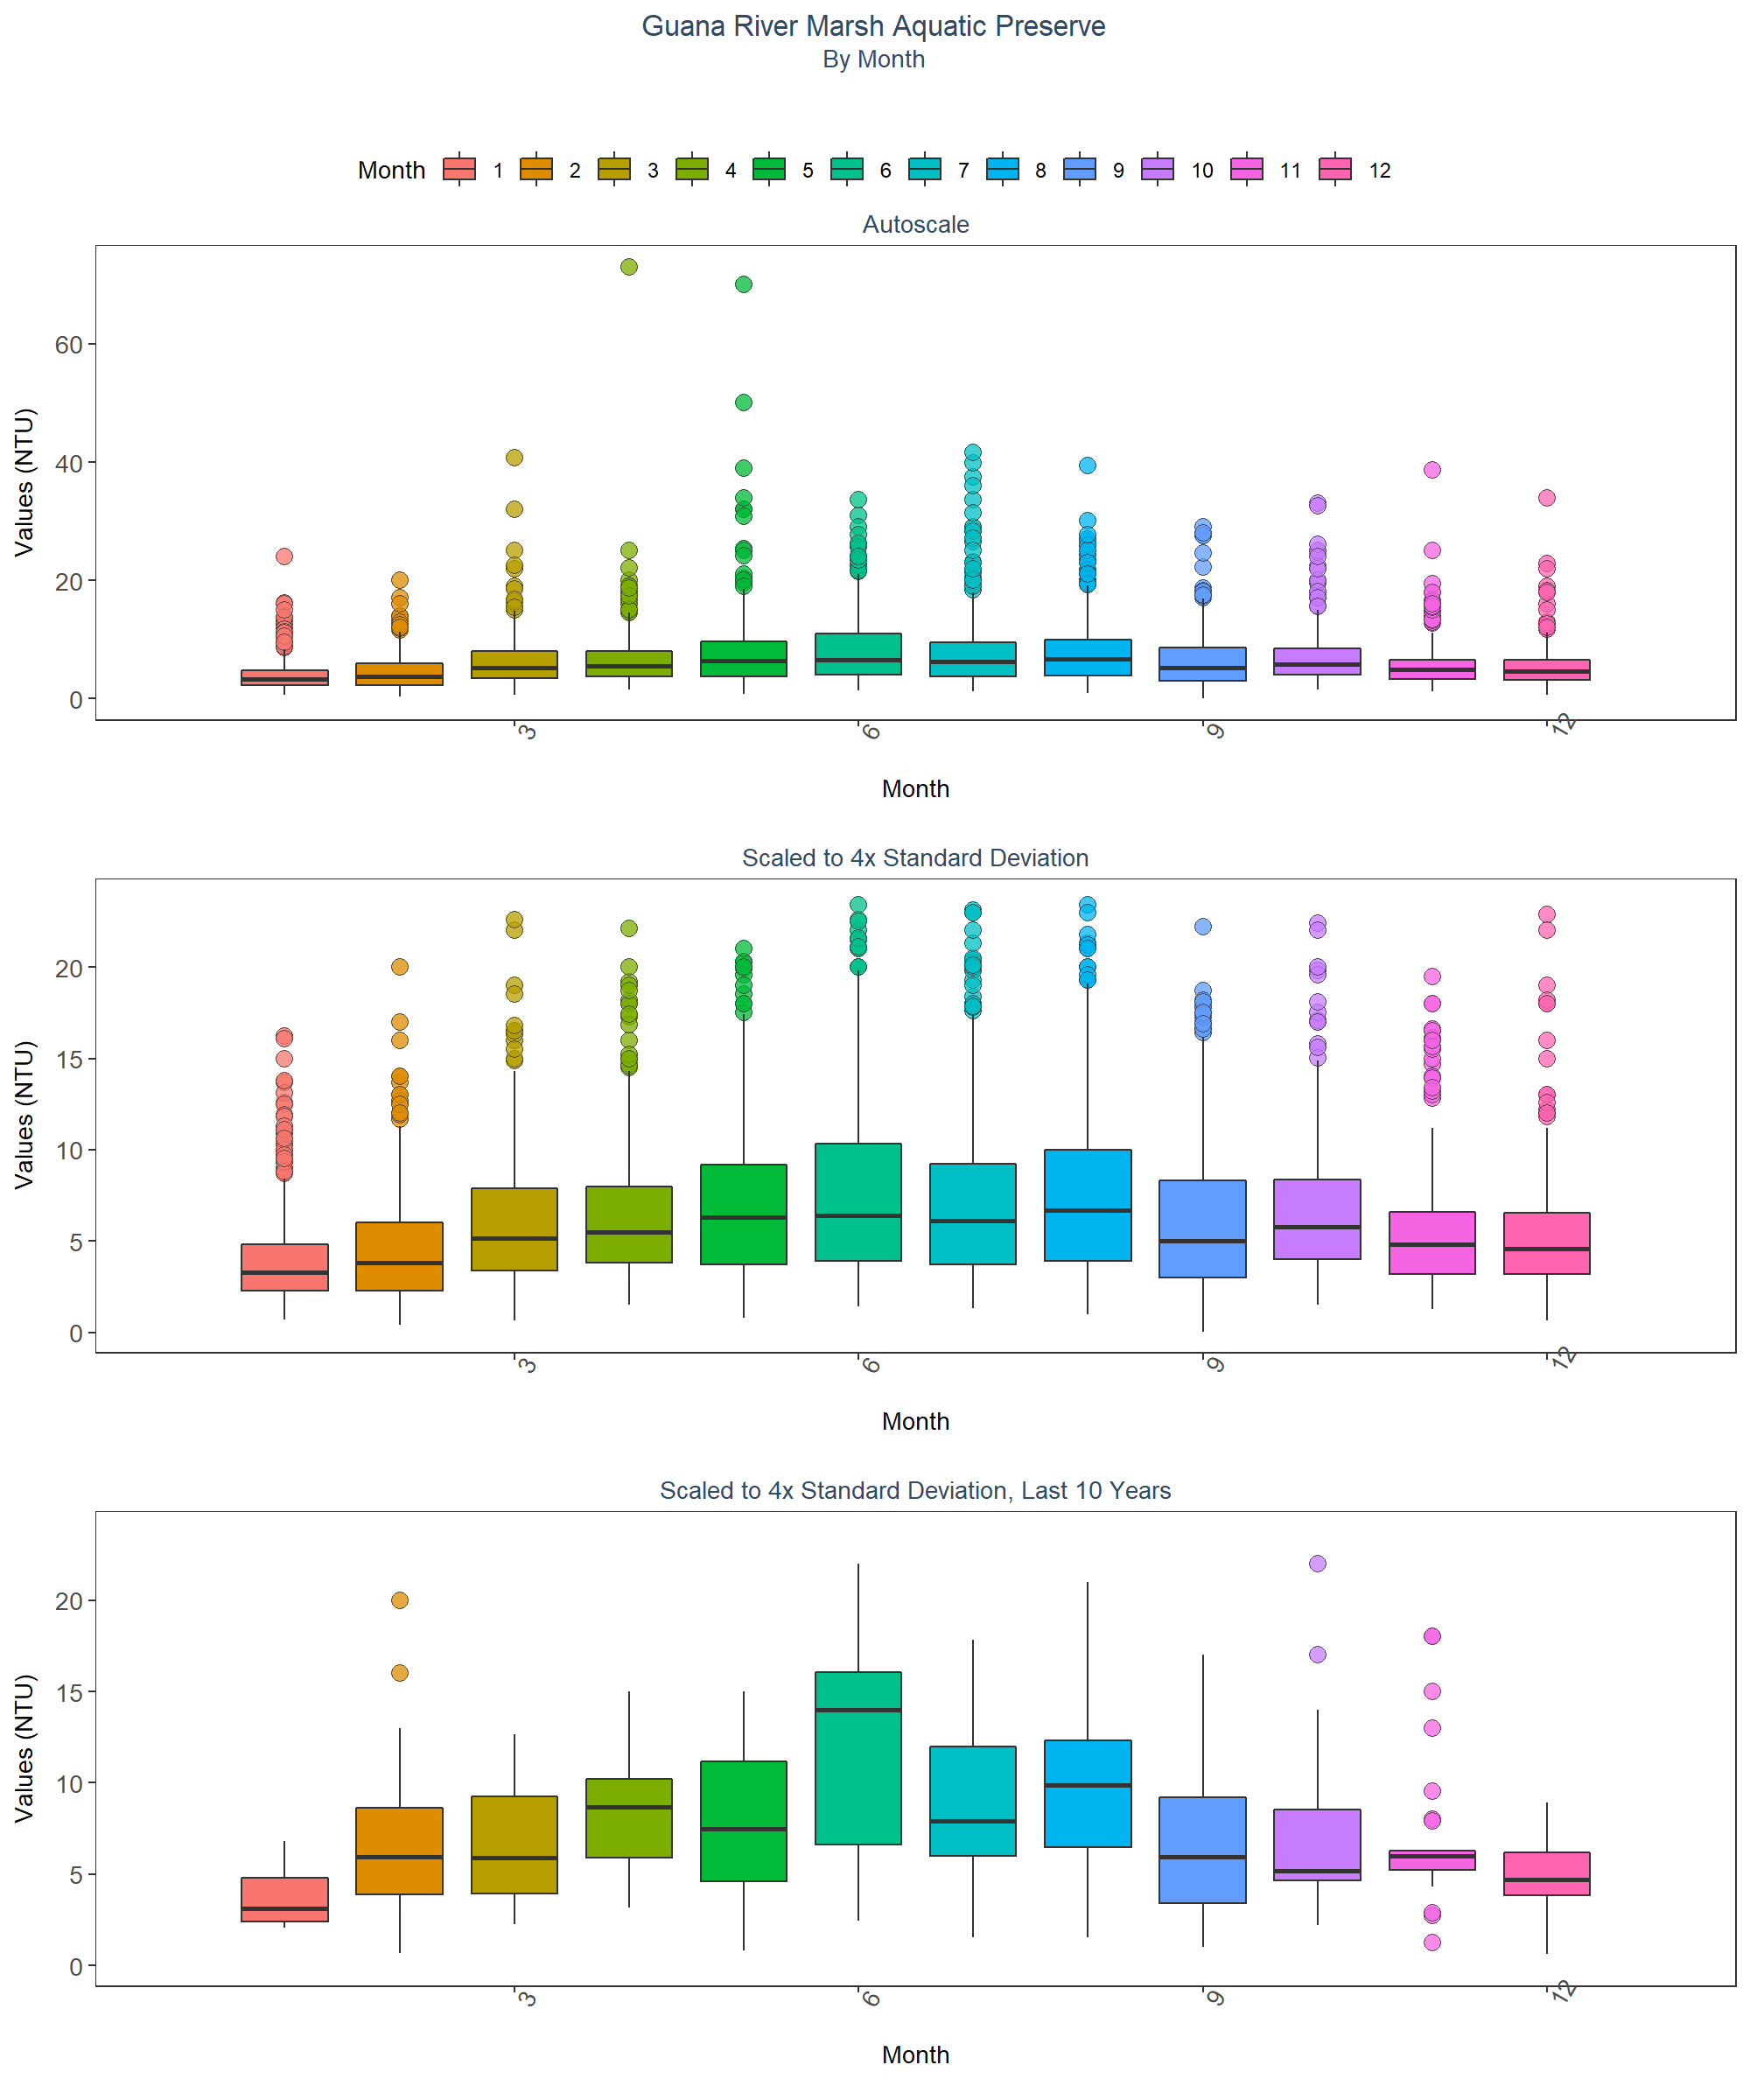 Guana River Marsh Aquatic Preserve
By Month
Month 1 2 3 4 5 6 7 8 9 10 11 12
Autoscale
Values (NTU)
60
40
20
0
3 6 9 12
Month
Scaled to 4x Standard Deviation
Values (NTU)
20
15
10
5
0
3 6 9 12
Month
Scaled to 4x Standard Deviation, Last 10 Years
Values (NTU)
20
15
10
5
0
3 6 9 12
Month